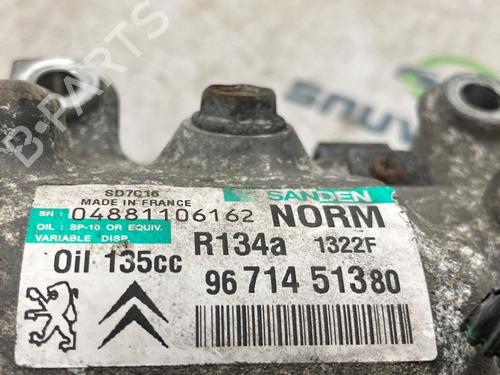 SD7C16
MADE IN FRANCE
SANDEN
SN : 04881106162
NORM
OIL : SP-10 OR EQUIV.
VARIABLE DISP.
R134a 1322F
Oil 135cc
96 714 513 80
B-PARTS